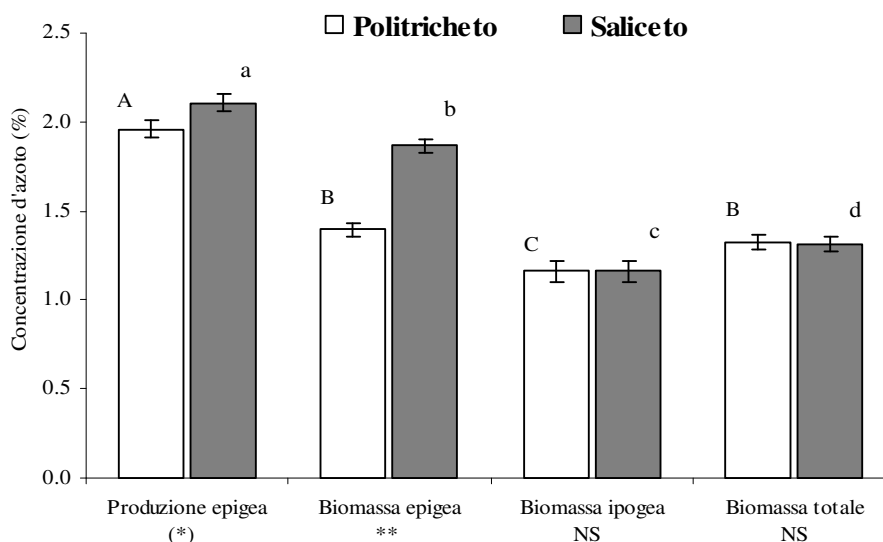 Politricheto Saliceto
Concentrazione d'azoto (%)
2.5
2.0
1.5
1.0
0.5
0.0
A a
B b
C c
B d
Produzione epigea Biomassa epigea Biomassa ipogea Biomassa totale
(*) ** NS NS